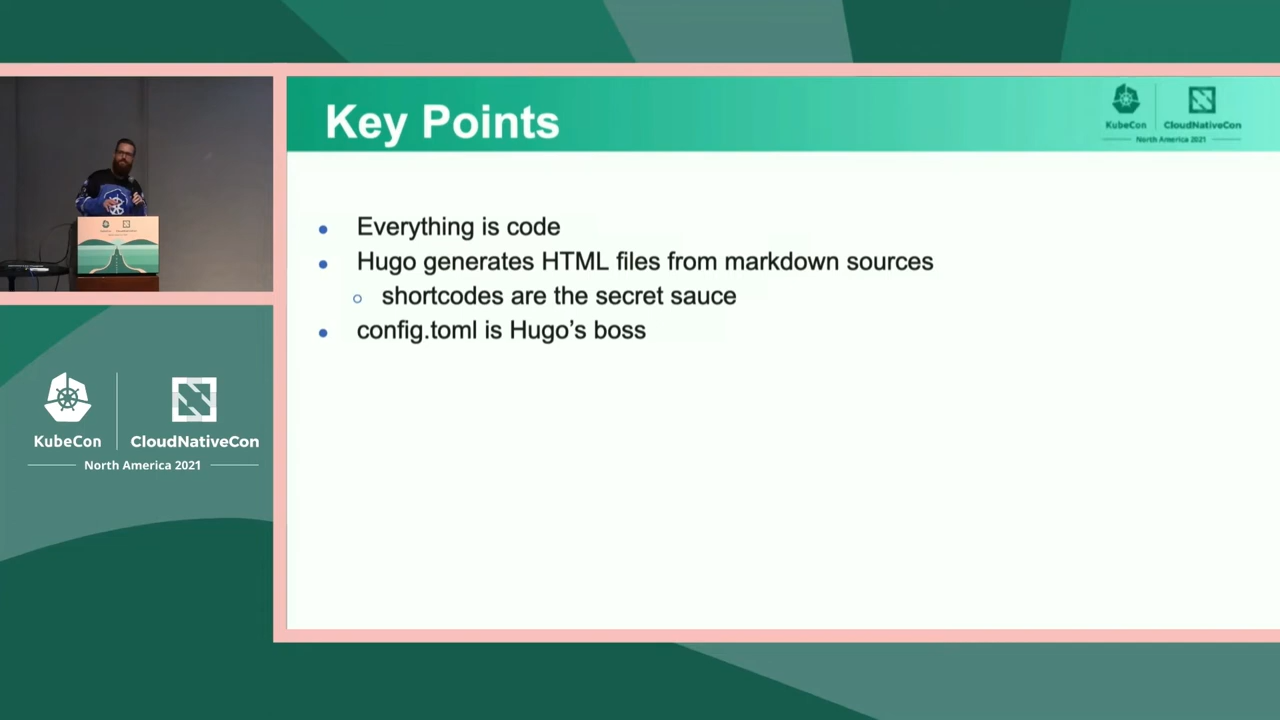 Key Points
KubeCon
CloudNativeCon
North America 2021
Everything is code
Hugo generates HTML files from markdown sources
shortcodes are the secret sauce
config.toml is Hugo’s boss
KubeCon
CloudNativeCon
North America 2021